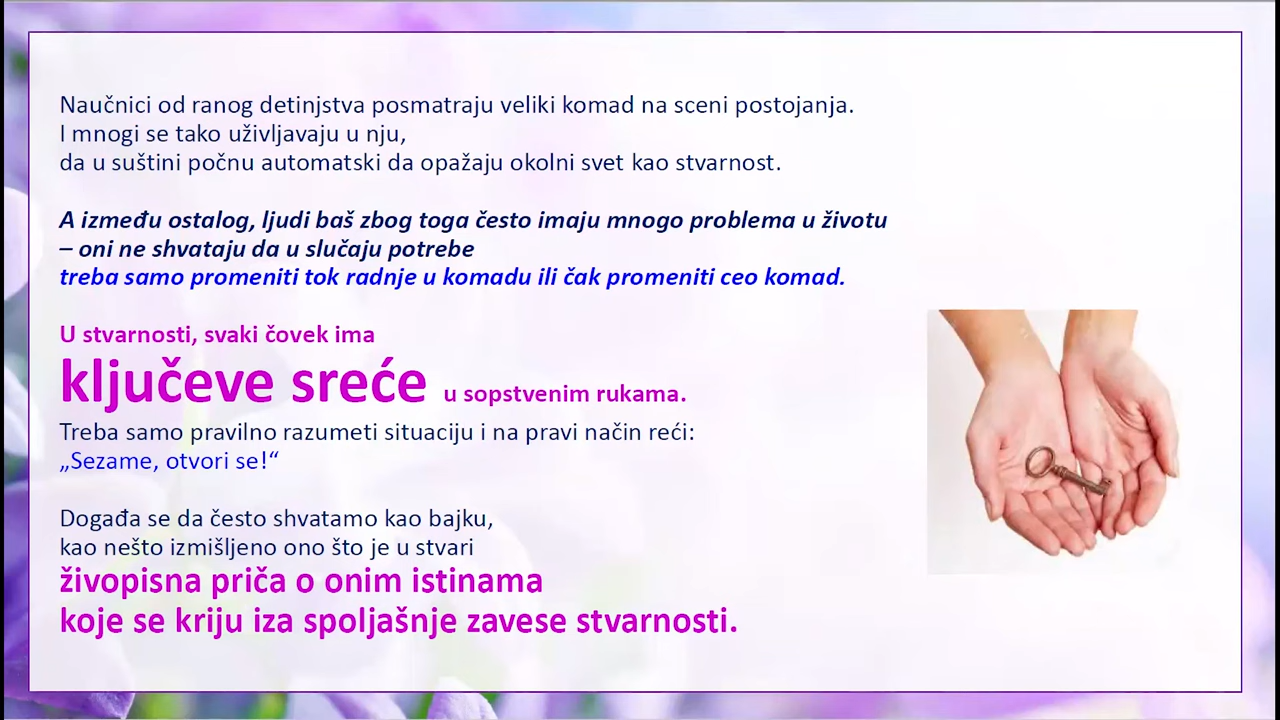 Naučnici od ranog detinjstva posmatraju veliki komad na sceni postojanja.
I mnogi se tako uživljavaju u nju,
da u suštini počnu automatski da opažaju okolni svet kao stvarnost.
A između ostalog, ljudi baš zbog toga često imaju mnogo problema u životu
– oni ne shvataju da u slučaju potrebe
treba samo promeniti tok radnje u komadu ili čak promeniti ceo komad.
U stvarnosti, svaki čovek ima
ključeve sreće u sopstvenim rukama.
Treba samo pravilno razumeti situaciju i na pravi način reći:
„Sezame, otvori se!“
Događa se da često shvatamo kao bajku,
kao nešto izmišljeno ono što je u stvari
živopisna priča o onim istinama
koje se kriju iza spoljašnje zavese stvarnosti.